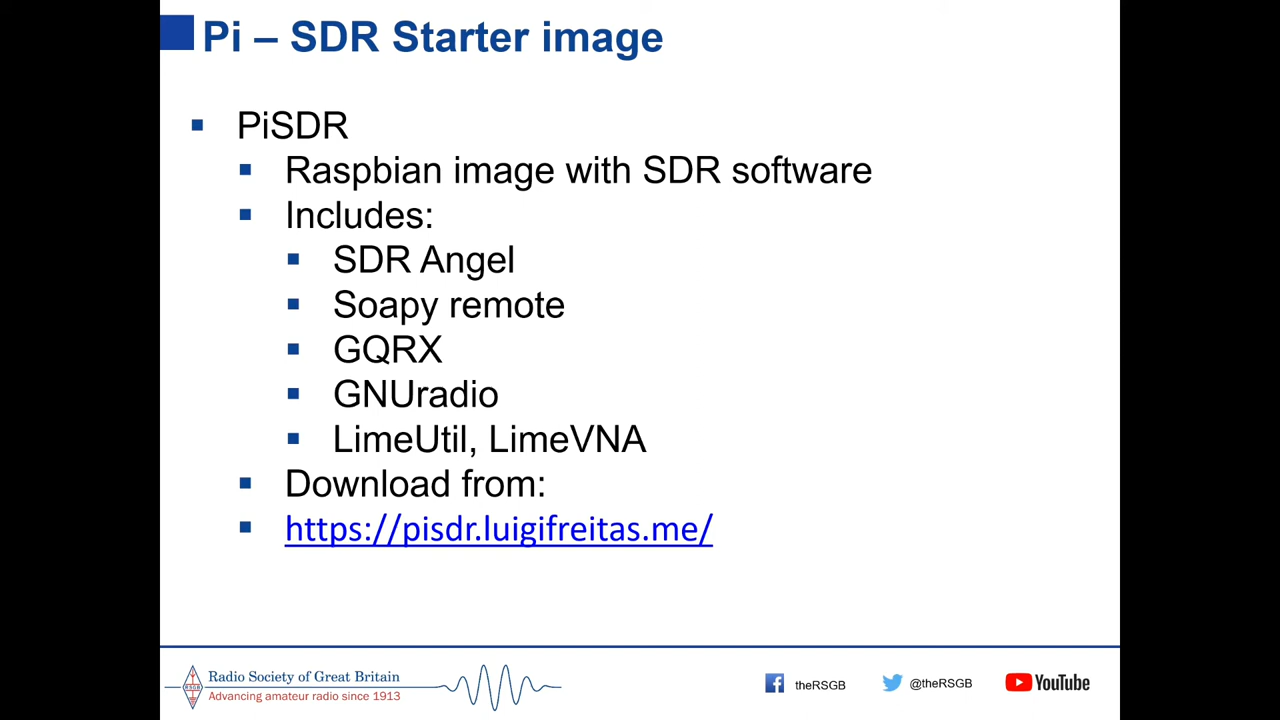 Pi – SDR Starter image
PiSDR
Raspbian image with SDR software
Includes:
SDR Angel
Soapy remote
GQRX
GNUradio
LimeUtil, LimeVNA
Download from:
https://pisdr.luigifreitas.me/
RSGB
Radio Society of Great Britain
Advancing amateur radio since 1913
theRSGB
@theRSGB
YouTube